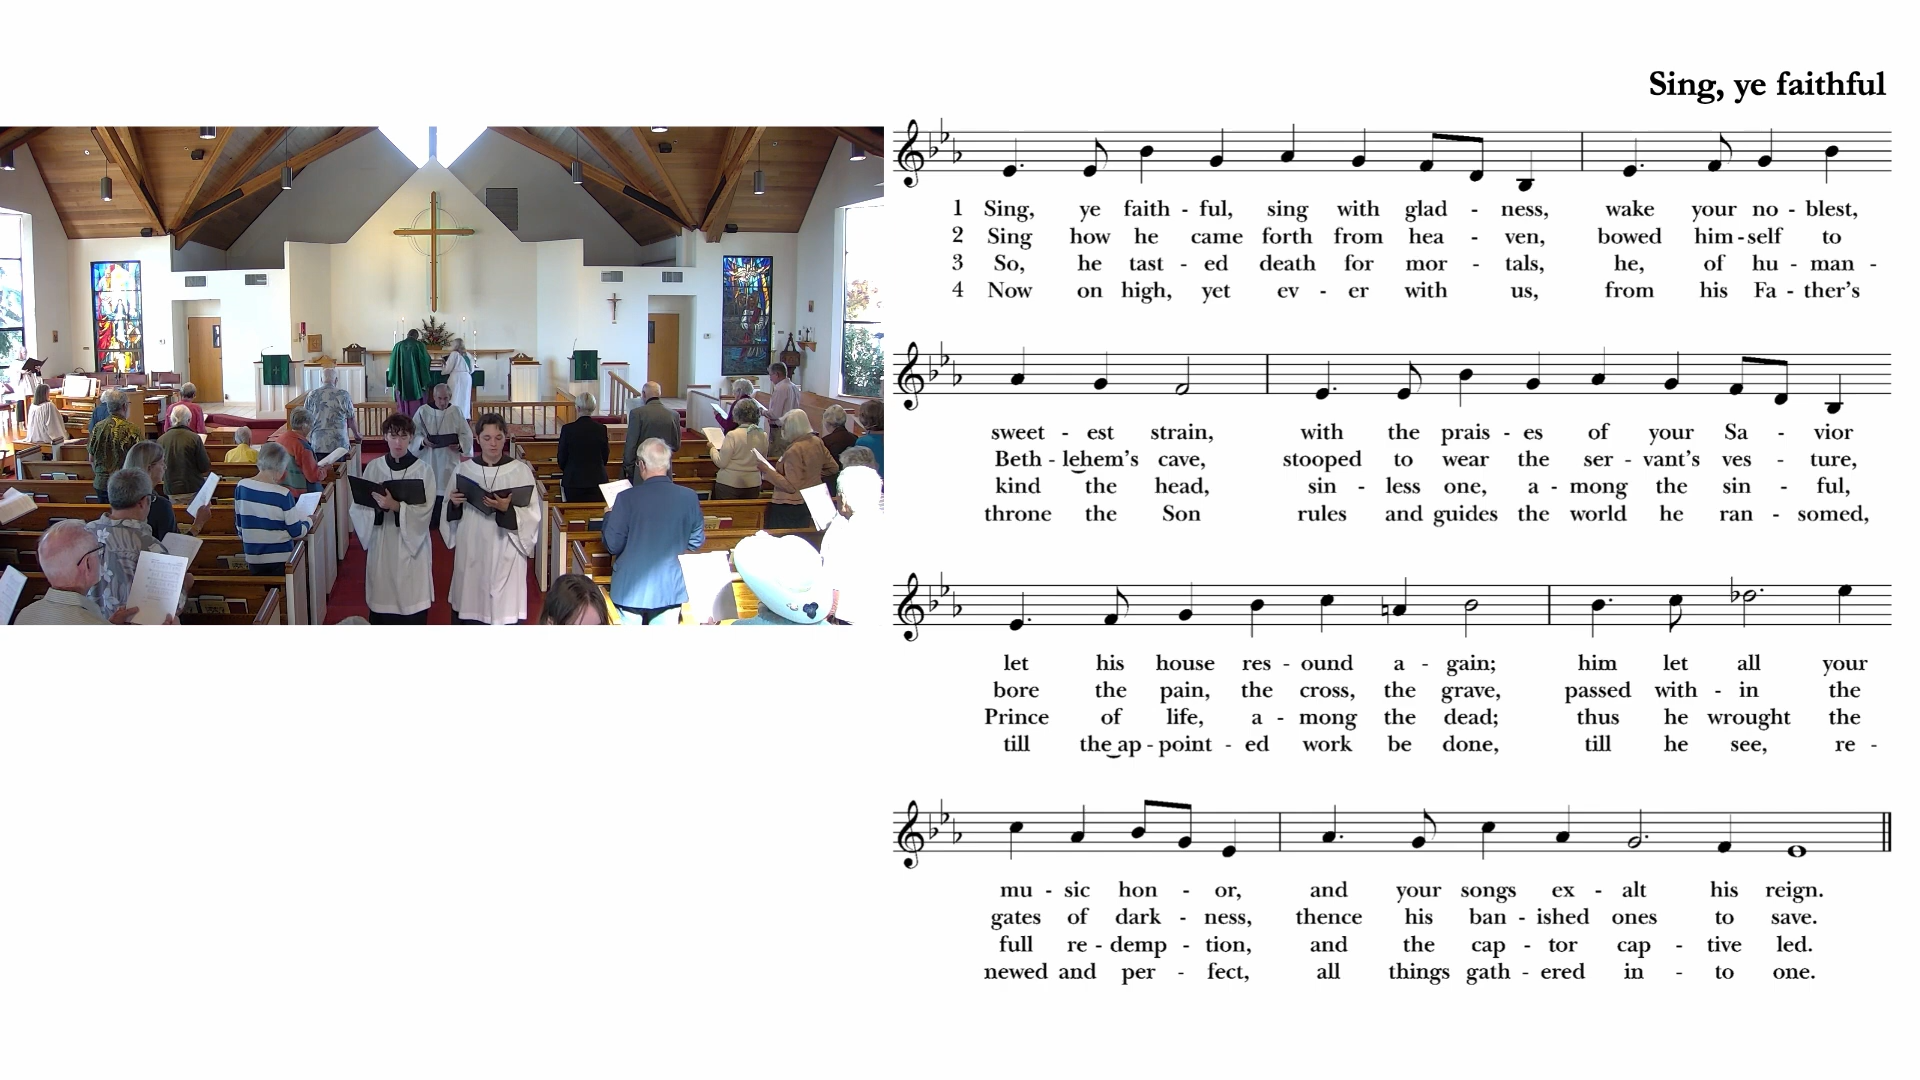 Sing, ye faithful
1 Sing, ye faith - ful, sing with glad - ness, wake your no - blest,
2 Sing how he came forth from hea - ven, bowed him - self to
3 So, he tast - ed death for mor - tals, he, of hu - man -
4 Now on high, yet ev - er with us, from his Fa - ther's
sweet - est strain, with the prais - es of your Sa - vior
Beth - lehem's cave, stooped to wear the ser - vant's ves - ture,
kind the head, sin - less one, a - mong the sin - ful,
throne the Son rules and guides the world he ran - somed,
let his house res - ound a - gain; him let all your
bore the pain, the cross, the grave, passed with - in the
Prince of life, a - mong the dead; thus he wrought the
till the ap - point - ed work be done, till he see, re -
mu - sic hon - or, and your songs ex - alt his reign.
gates of dark - ness, thence his ban - ished ones to save.
full re - demp - tion, and the cap - tor cap - tive led.
newed and per - fect, all things gath - ered in - to one.